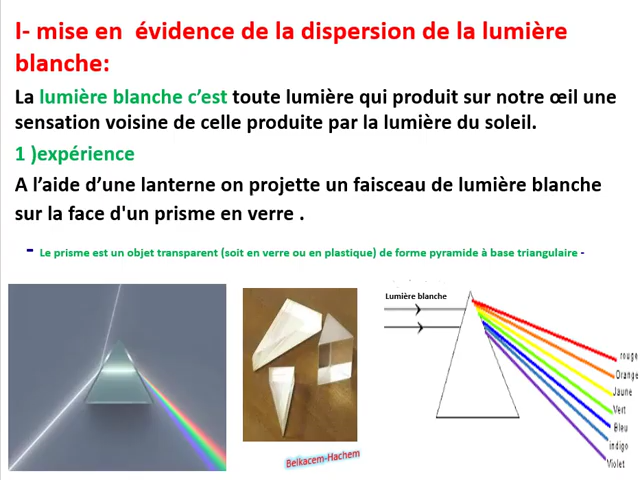 I- mise en évidence de la dispersion de la lumière
blanche:
La lumière blanche c’est toute lumière qui produit sur notre œil une
sensation voisine de celle produite par la lumière du soleil.
1 )expérience
A l’aide d’une lanterne on projette un faisceau de lumière blanche
sur la face d'un prisme en verre .
- Le prisme est un objet transparent (soit en verre ou en plastique) de forme pyramide à base triangulaire -
Lumière blanche
rouge
Orange
Jaune
Vert
Bleu
indigo
Violet
Belkacem-Hachem